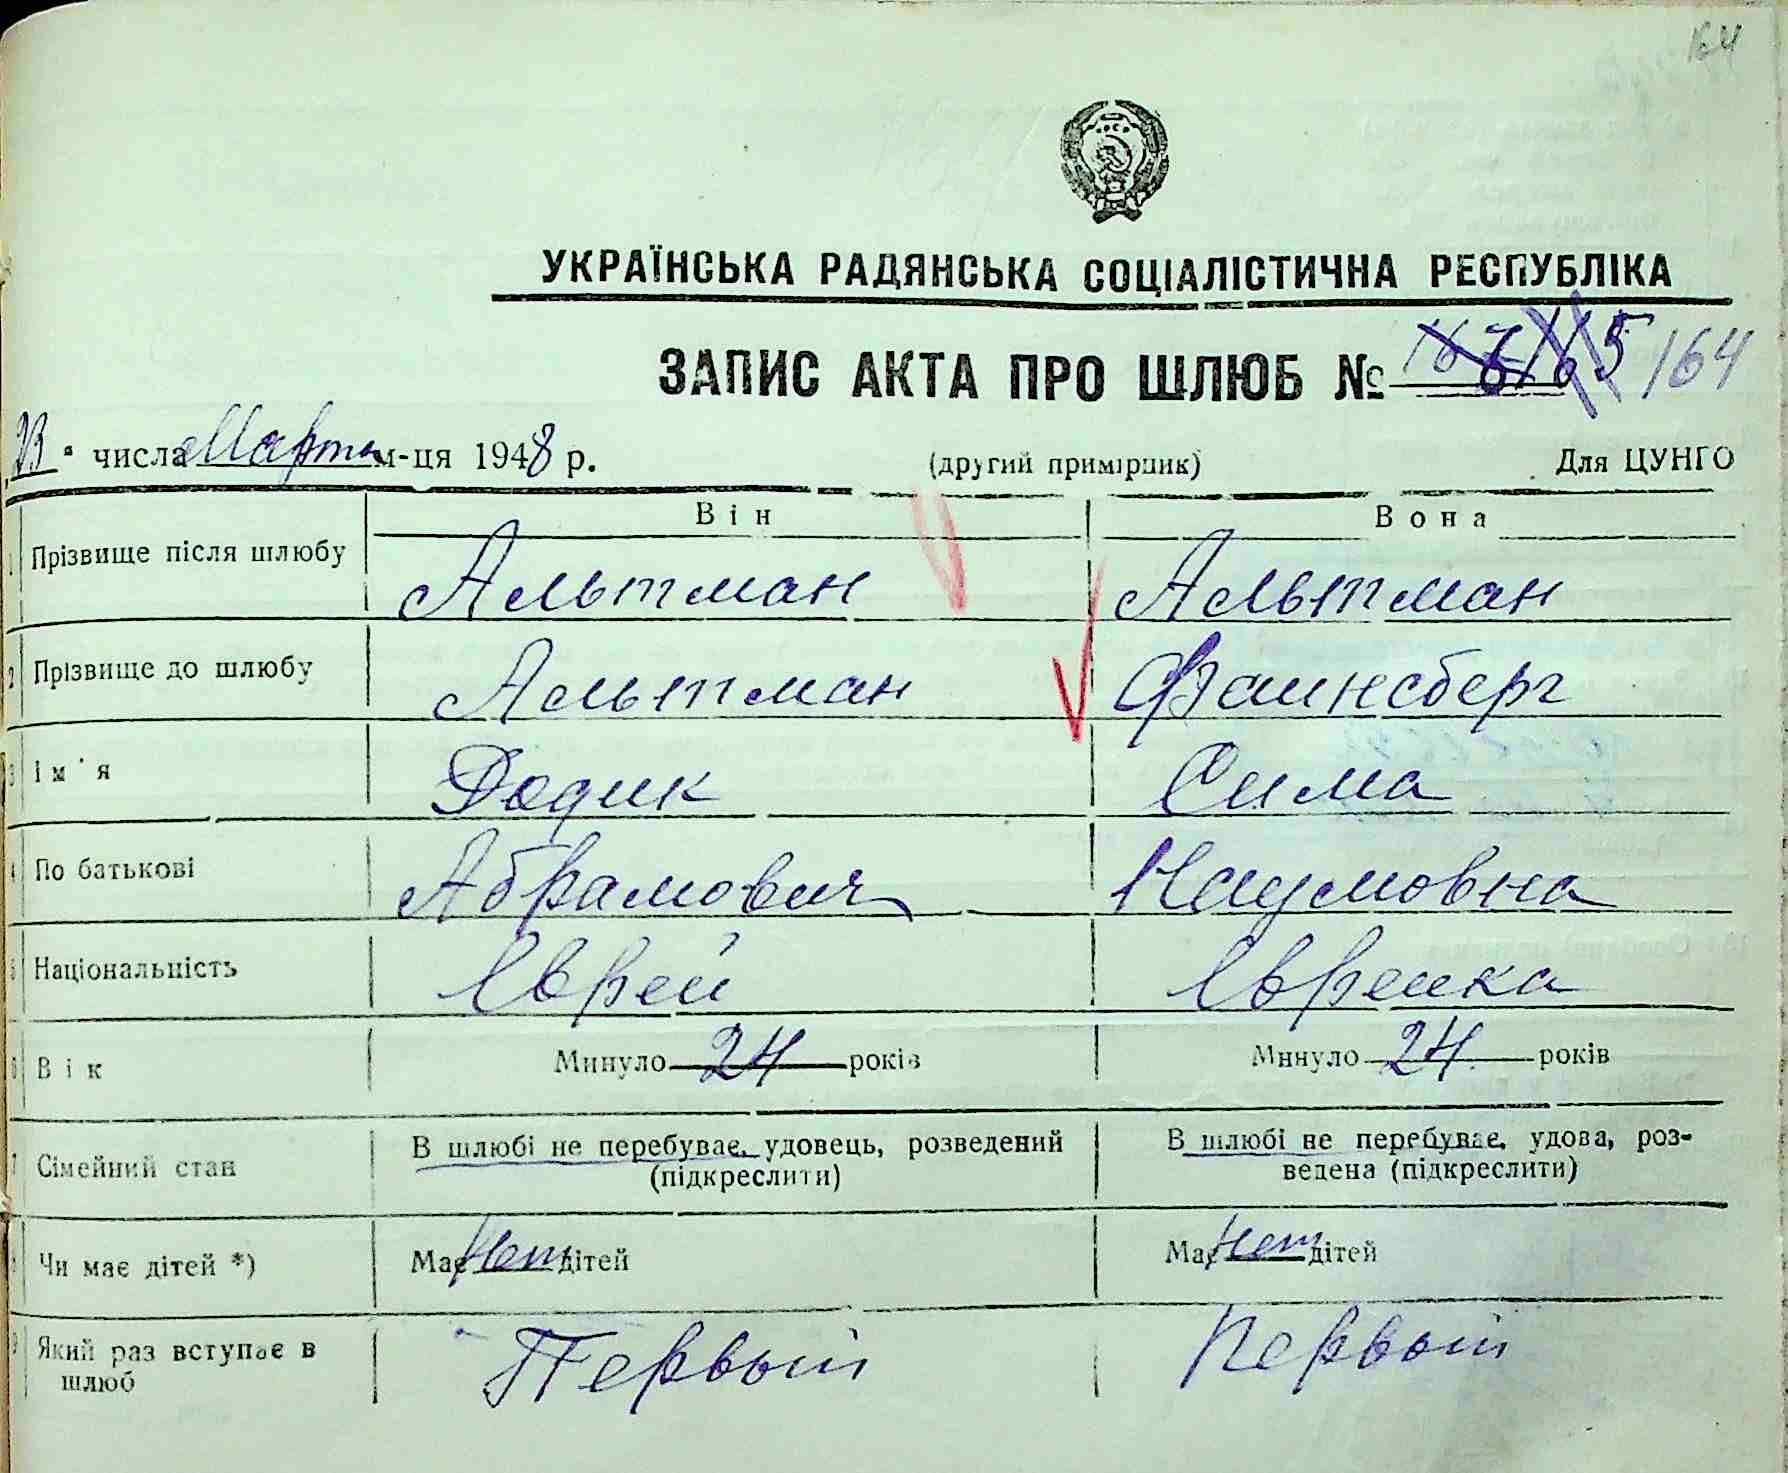 164
УКРАЇНСЬКА РАДЯНСЬКА СОЦІАЛІСТИЧНА РЕСПУБЛІКА
ЗАПИС АКТА ПРО ШЛЮБ № 164
23 числа Марта м-ця 1948 р. (другий примірник) Для ЦУНГО
Він Вона
1 Прізвище після шлюбу Альтман Альтман
2 Прізвище до шлюбу Альтман Фаинсберг
3 Ім'я Додик Сима
4 По батькові Абрамович Наумовна
5 Національність Еврей Еврейка
6 Вік Минуло 24 років Минуло 24 років
7 Сімейний стан В шлюбі не перебуває, удовець, розведений В шлюбі не перебуває, удова, роз-
(підкреслити) ведена (підкреслити)
8 Чи має дітей *) Має Нет дітей Має Нет дітей
9 Який раз вступає в Первый Первый
шлюб